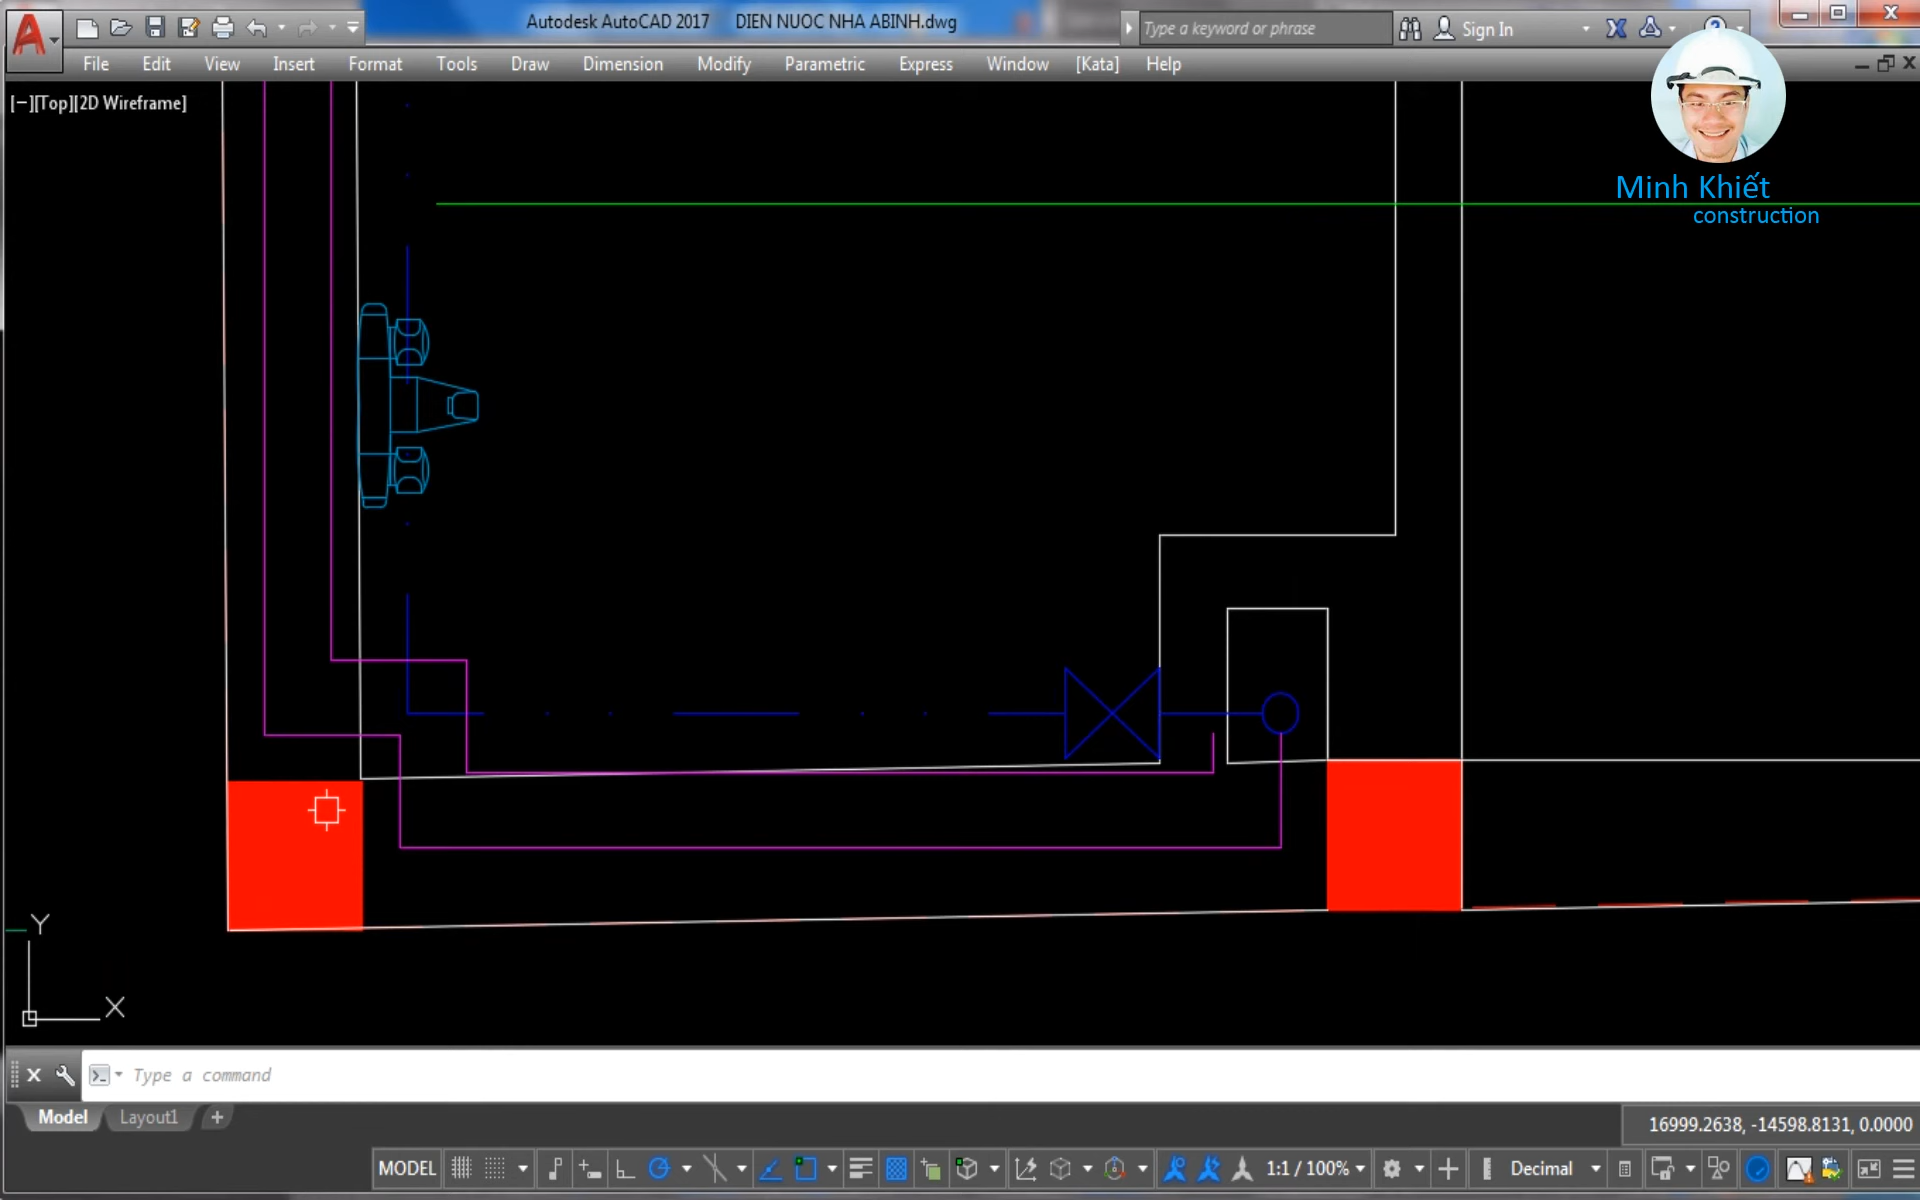 Autodesk AutoCAD 2017 DIEN NUOC NHA ABINH.dwg
Type a keyword or phrase
Sign In
File Edit View Insert Format Tools Draw Dimension Modify Parametric Express Window [Kata] Help
[−][Top][2D Wireframe]
Minh Khiết
construction
Y
X
Type a command
Model Layout1 +
16999.2638, -14598.8131, 0.0000
MODEL
1:1 / 100%
Decimal